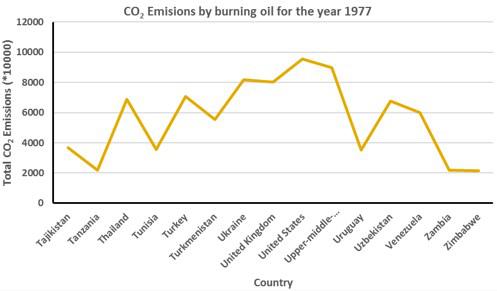 CO₂ Emisions by burning oil for the year 1977
Total CO₂ Emissions (*10000)
12000
10000
8000
6000
4000
2000
0
Tajikistan
Tanzania
Thailand
Tunisia
Turkey
Turkmenistan
Ukraine
United Kingdom
United States
Upper-middle-...
Uruguay
Uzbekistan
Venezuela
Zambia
Zimbabwe
Country